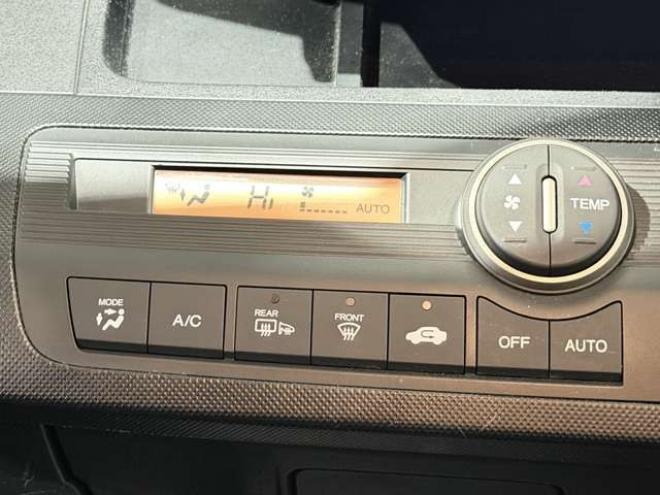 Hi AUTO
TEMP
MODE
A/C
REAR
FRONT
OFF
AUTO